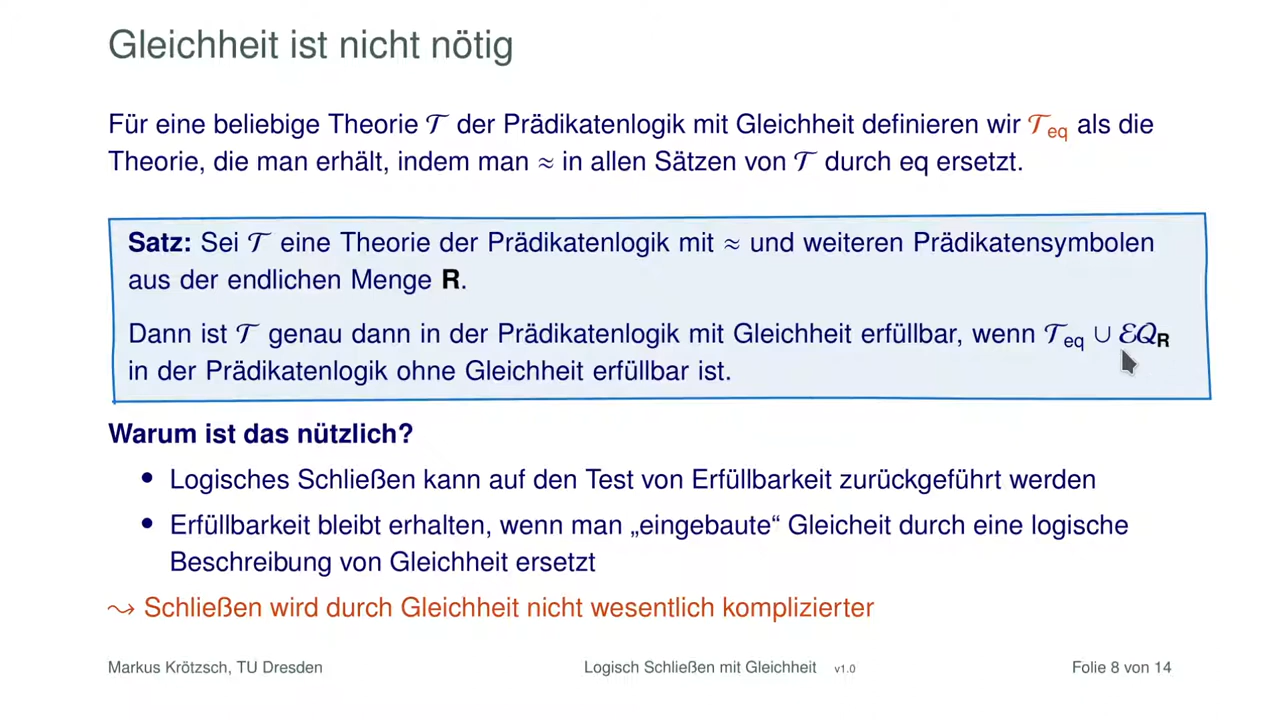 Gleichheit ist nicht nötig
Für eine beliebige Theorie 𝒯 der Prädikatenlogik mit Gleichheit definieren wir 𝒯eq als die
Theorie, die man erhält, indem man ≈ in allen Sätzen von 𝒯 durch eq ersetzt.
Satz: Sei 𝒯 eine Theorie der Prädikatenlogik mit ≈ und weiteren Prädikatensymbolen
aus der endlichen Menge R.
Dann ist 𝒯 genau dann in der Prädikatenlogik mit Gleichheit erfüllbar, wenn 𝒯eq ∪ ℰ𝒬R
in der Prädikatenlogik ohne Gleichheit erfüllbar ist.
Warum ist das nützlich?
• Logisches Schließen kann auf den Test von Erfüllbarkeit zurückgeführt werden
• Erfüllbarkeit bleibt erhalten, wenn man „eingebaute“ Gleicheit durch eine logische
Beschreibung von Gleichheit ersetzt
⤳ Schließen wird durch Gleichheit nicht wesentlich komplizierter
Markus Krötzsch, TU Dresden Logisch Schließen mit Gleichheit v1.0 Folie 8 von 14